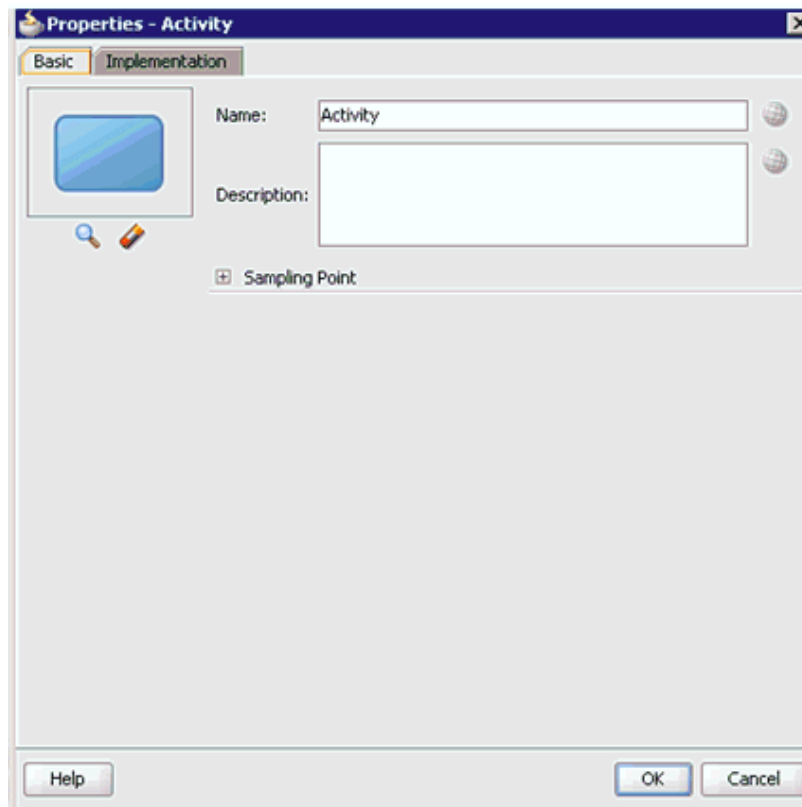 Properties - Activity
Basic Implementation
Name: Activity
Description:
Sampling Point
Help OK Cancel